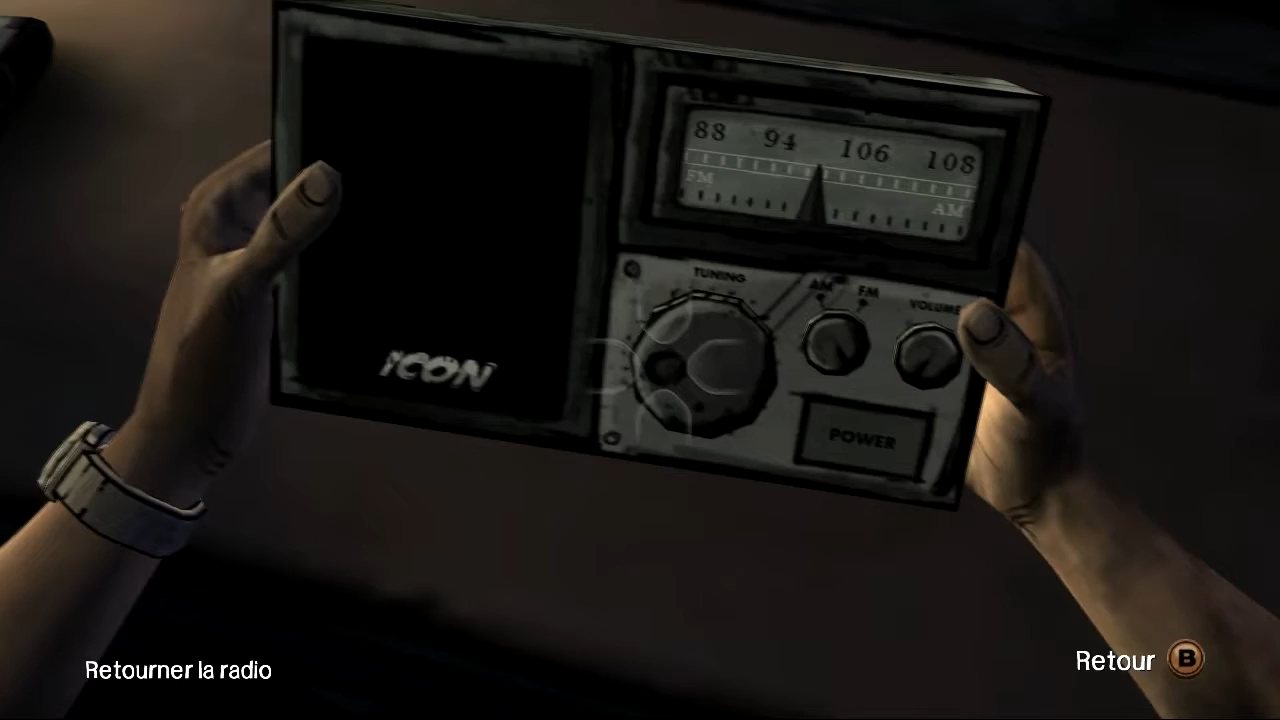 88 94 106 108
FM
AM
TUNING
AM FM
VOLUME
ICON
POWER
Retourner la radio
Retour B